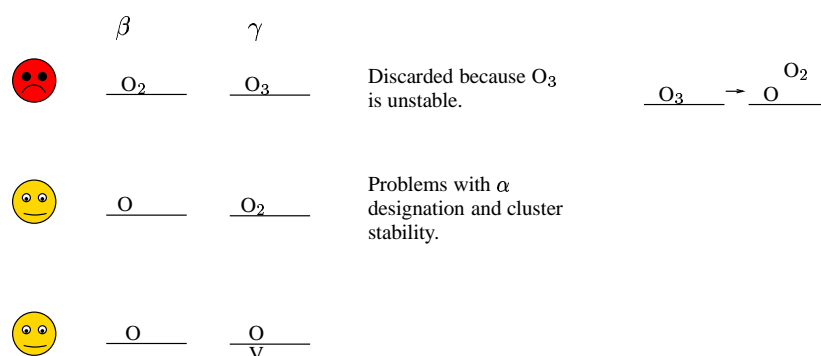 β γ
O₂ O₃ Discarded because O₃ is unstable. O₃ → O O₂
O O₂ Problems with α designation and cluster stability.
O O
V